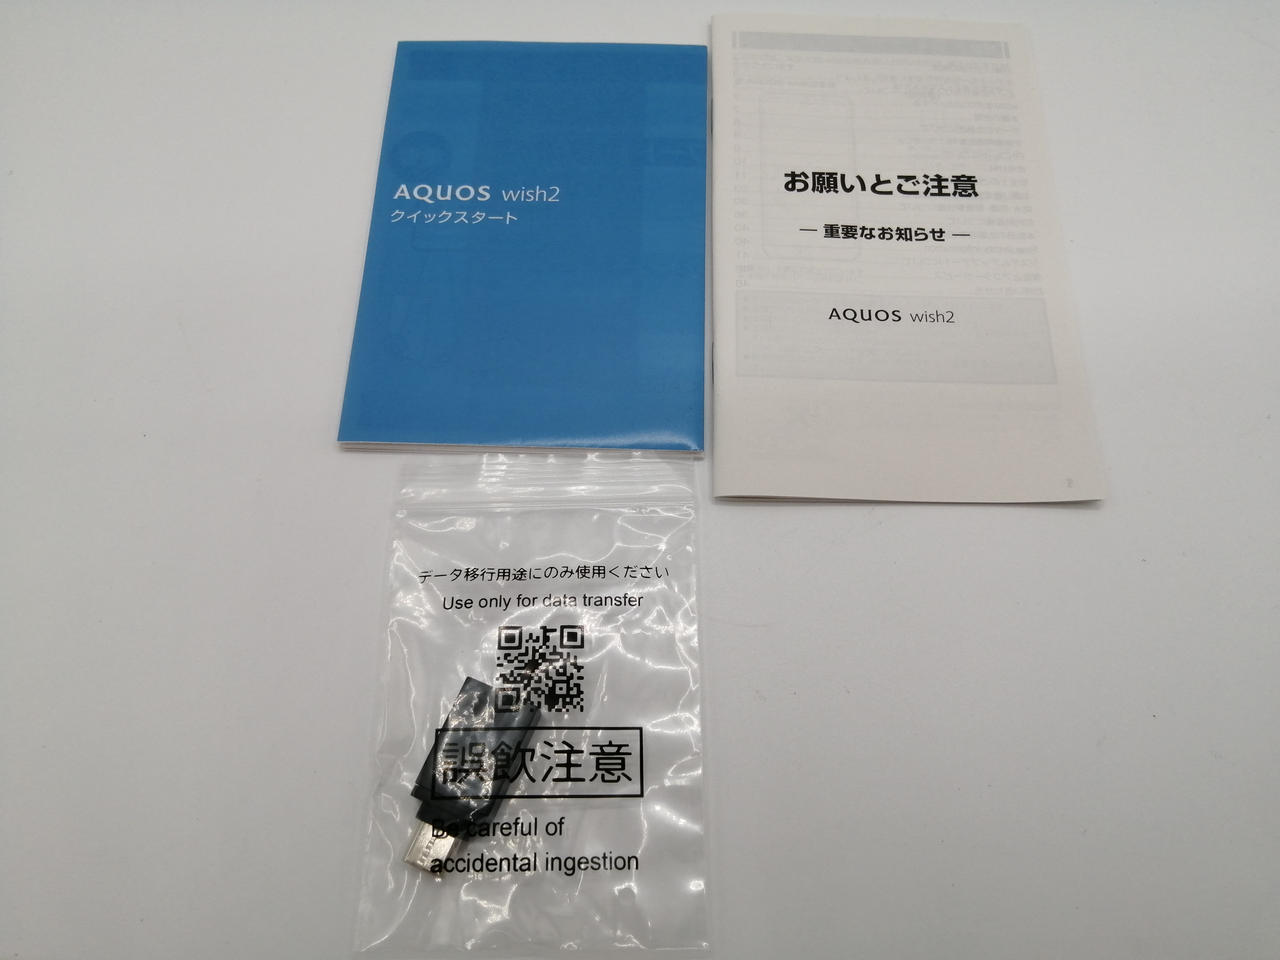 AQUOS wish2
クイックスタート
お願いとご注意
― 重要なお知らせ ―
AQUOS wish2
データ移行用途にのみ使用ください
Use only for data transfer
誤飲注意
Be careful of
accidental ingestion